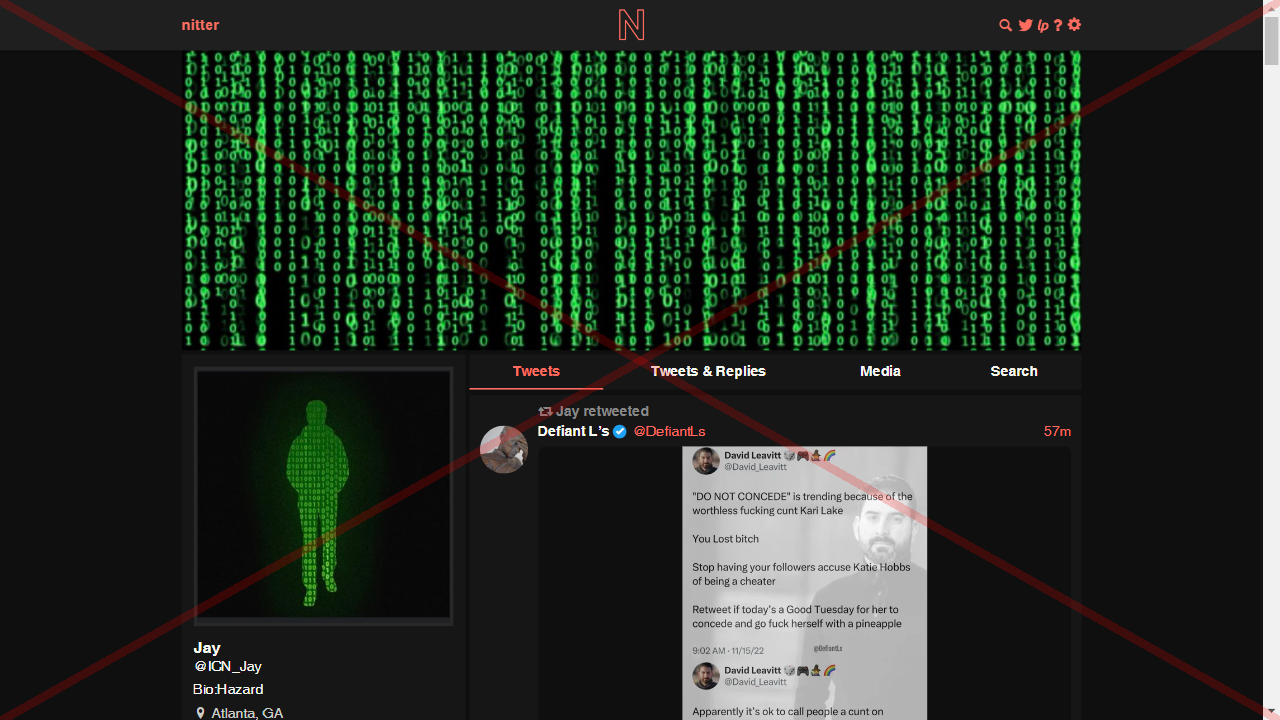 nitter
N
lp ?
Tweets
Tweets & Replies
Media
Search
Jay retweeted
Defiant L's @DefiantLs
57m
David Leavitt
@David_Leavitt
"DO NOT CONCEDE" is trending because of the
worthless fucking cunt Kari Lake
You Lost bitch
Stop having your followers accuse Katie Hobbs
of being a cheater
Retweet if today's a Good Tuesday for her to
concede and go fuck herself with a pineapple
9:02 AM · 11/15/22
@DefiantLs
David Leavitt
@David_Leavitt
Apparently it's ok to call people a cunt on
Jay
@ICN_Jay
Bio:Hazard
Atlanta, GA